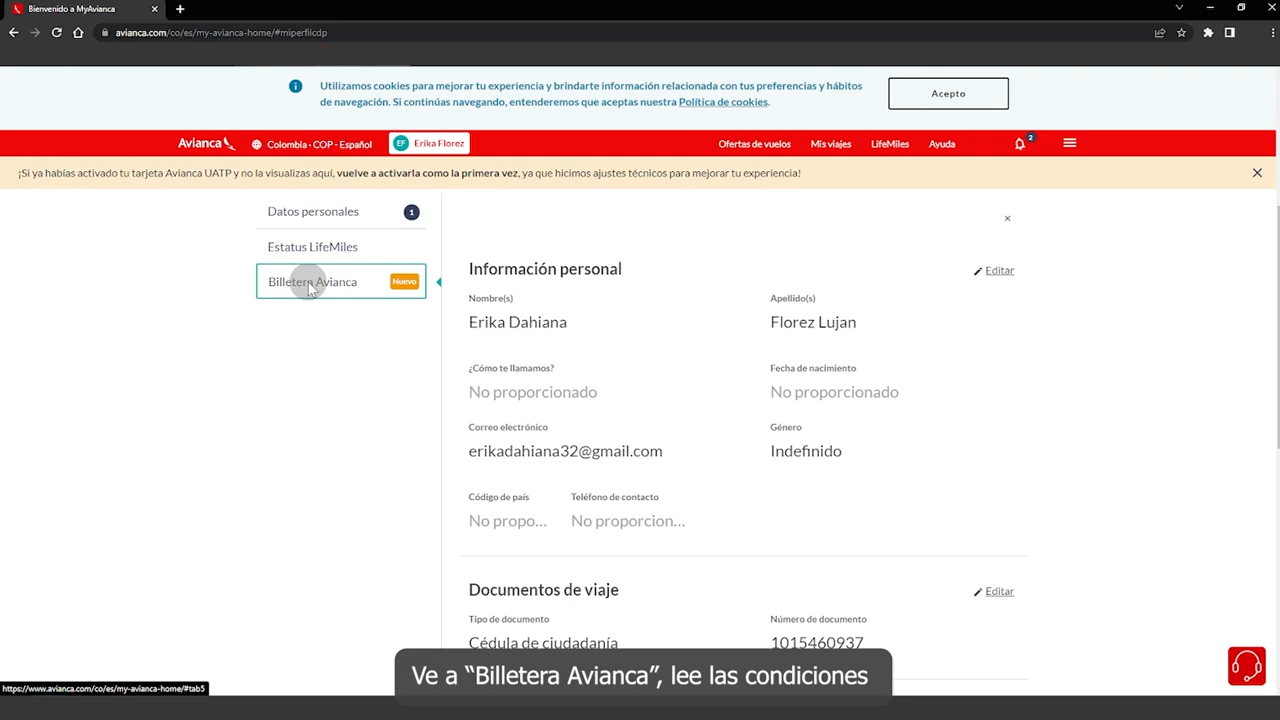 Bienvenido a MyAvianca
avianca.com/co/es/my-avianca-home/#miperfilcdp
Utilizamos cookies para mejorar tu experiencia y brindarte información relacionada con tus preferencias y hábitos
de navegación. Si continúas navegando, entenderemos que aceptas nuestra Política de cookies.
Acepto
Avianca
Colombia · COP - Español
EF Erika Florez
Ofertas de vuelos
Mis viajes
LifeMiles
Ayuda
2
¡Si ya habías activado tu tarjeta Avianca UATP y no la visualizas aquí, vuelve a activarla como la primera vez, ya que hicimos ajustes técnicos para mejorar tu experiencia!
Datos personales 1
Estatus LifeMiles
Billetera Avianca Nuevo
Información personal
Editar
Nombre(s)
Erika Dahiana
Apellido(s)
Florez Lujan
¿Cómo te llamamos?
No proporcionado
Fecha de nacimiento
No proporcionado
Correo electrónico
erikadahiana32@gmail.com
Género
Indefinido
Código de país
No propo...
Teléfono de contacto
No proporcion...
Documentos de viaje
Editar
Tipo de documento
Cédula de ciudadanía
Número de documento
1015460937
Ve a “Billetera Avianca”, lee las condiciones
https://www.avianca.com/co/es/my-avianca-home/#tab5